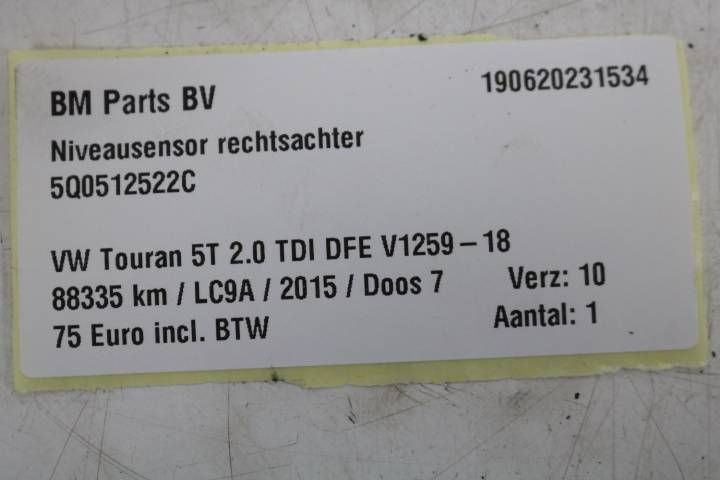 BM Parts BV 190620231534
Niveausensor rechtsachter
5Q0512522C
VW Touran 5T 2.0 TDI DFE V1259-18
88335 km / LC9A / 2015 / Doos 7 Verz: 10
75 Euro incl. BTW Aantal: 1